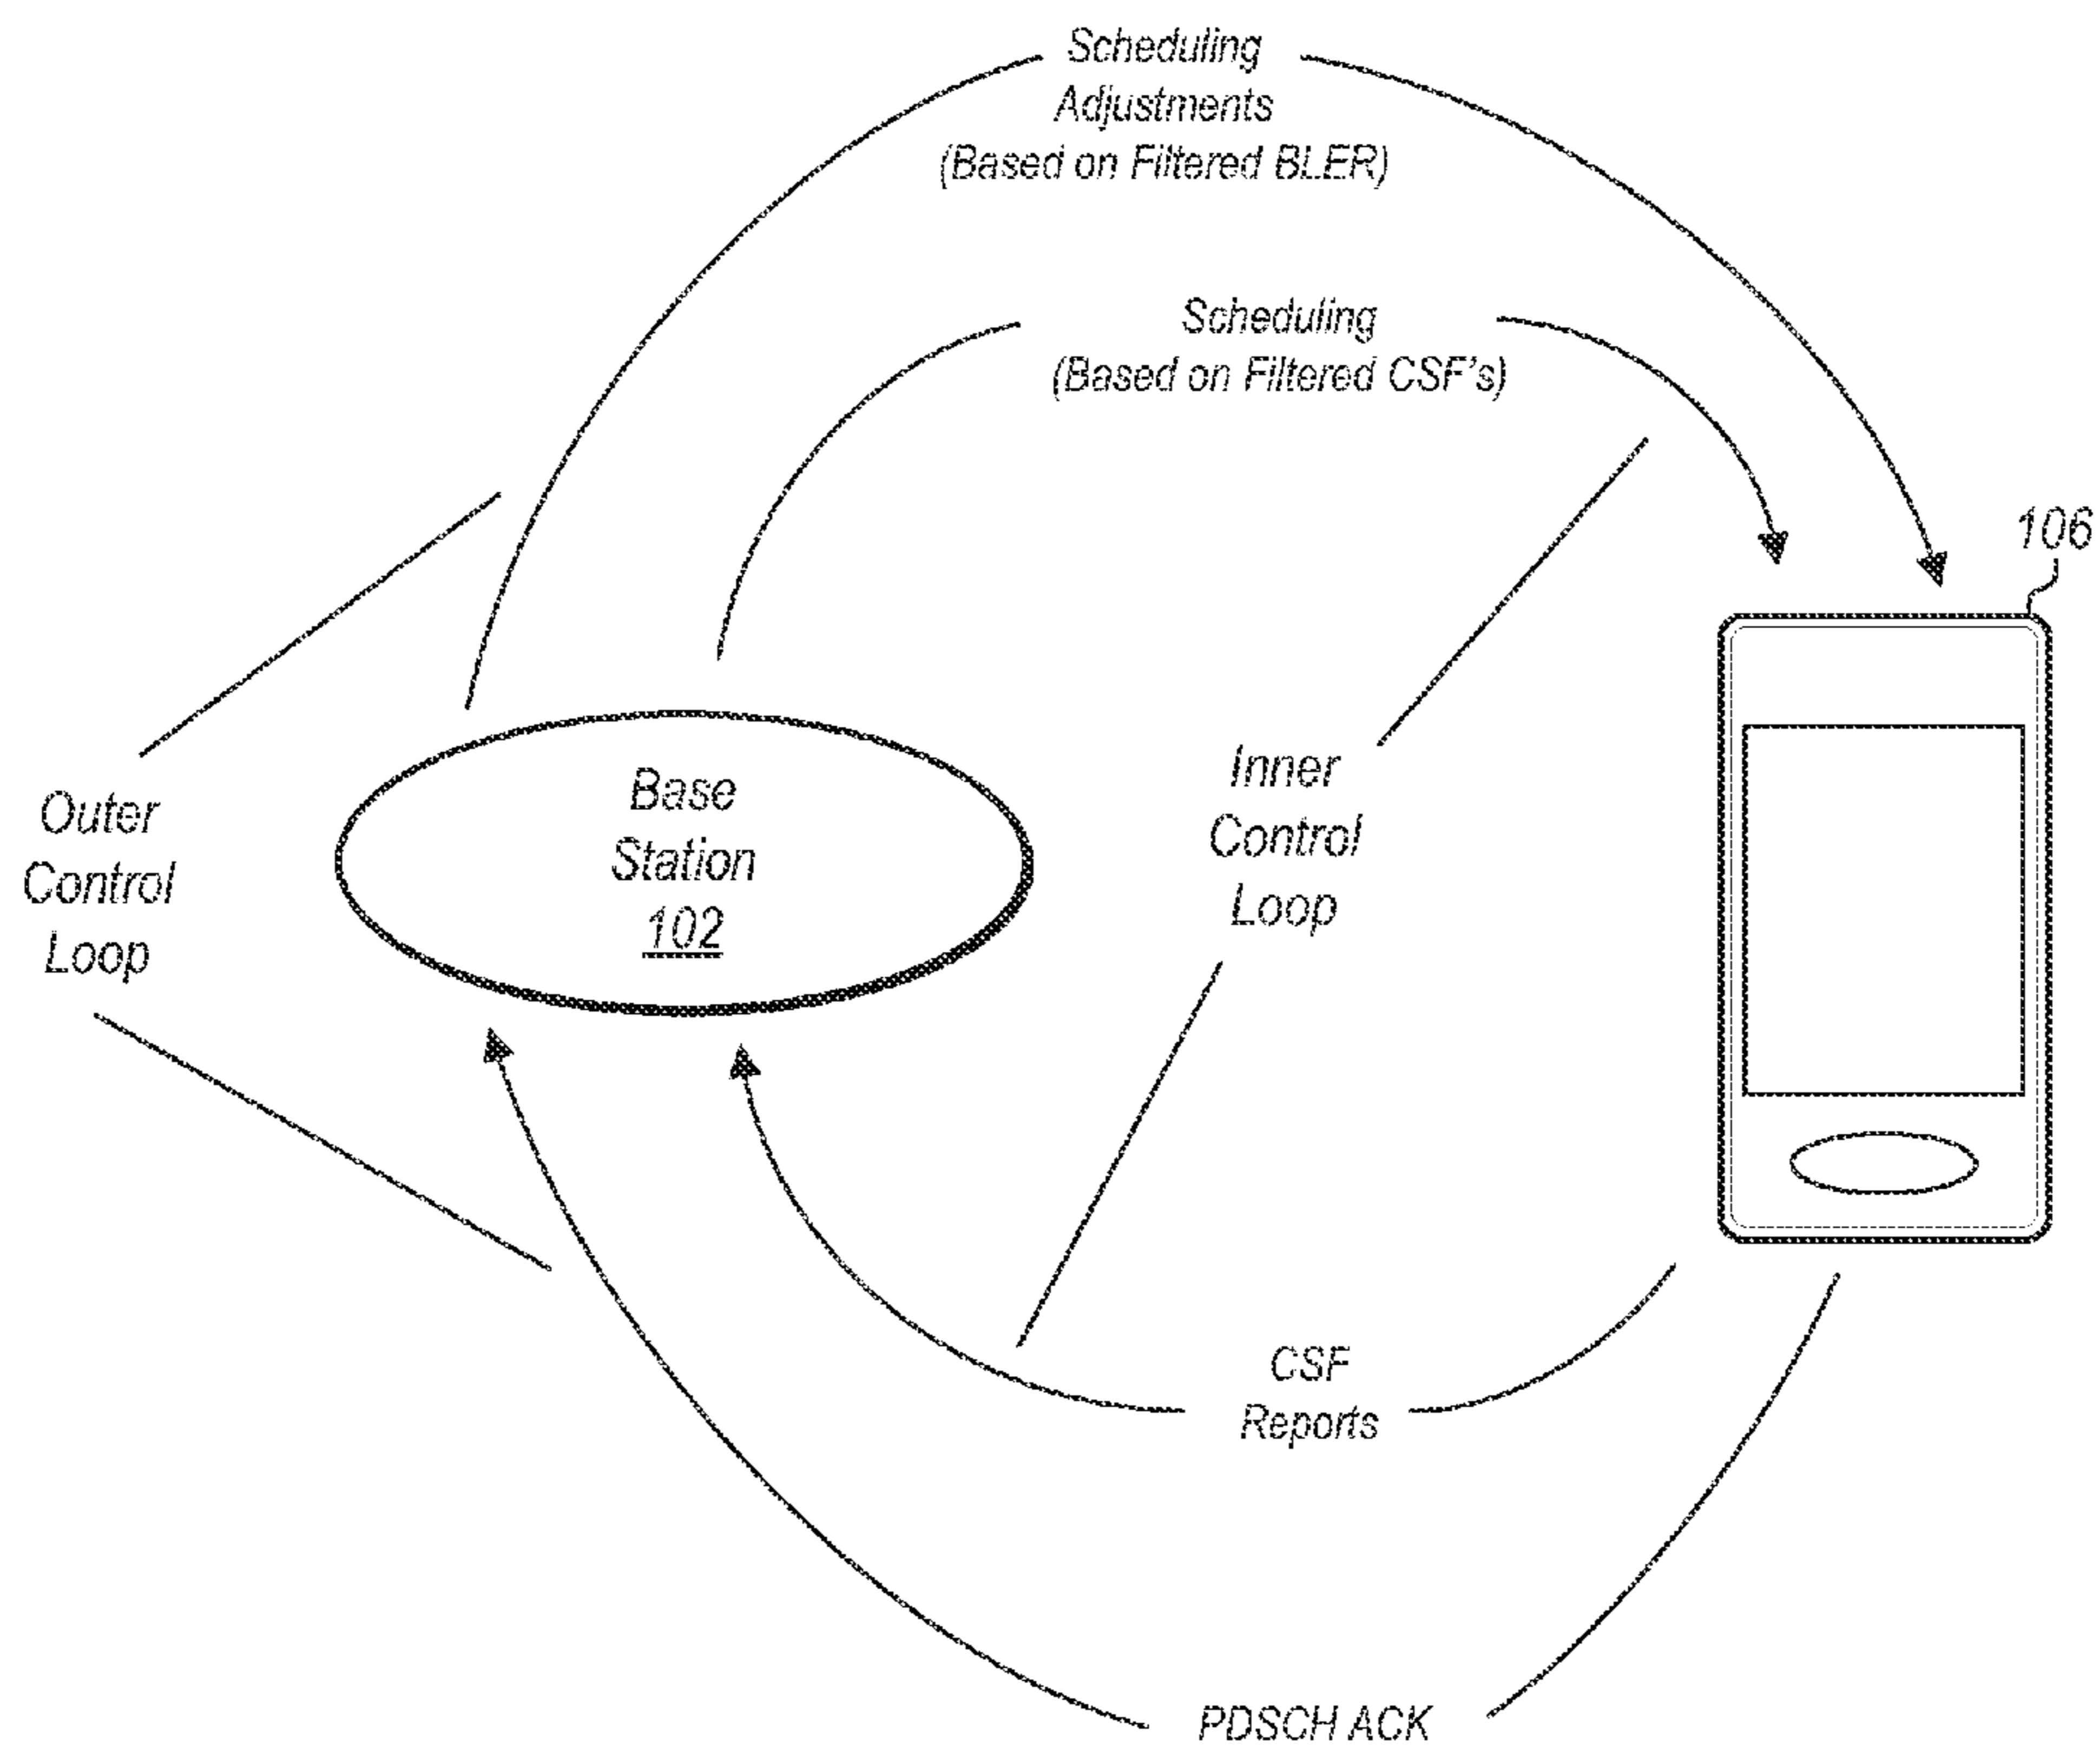 Scheduling
Adjustments
(Based on Filtered BLER)
Scheduling
(Based on Filtered CSF's)
106
Outer
Control
Loop
Base
Station
102
Inner
Control
Loop
CSF
Reports
PDSCH ACK